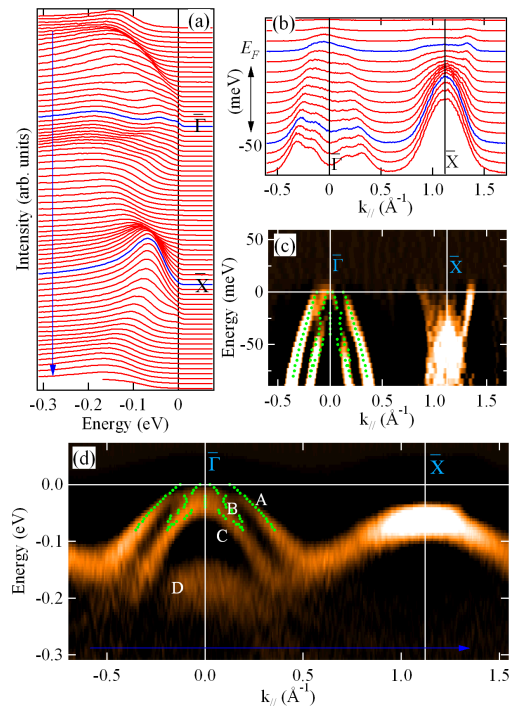 (a)
Γ̅
X̅
Intensity (arb. units)
-0.3 -0.2 -0.1 0
Energy (eV)
(b)
E_F
(meV)
-50
Γ̅
X̅
-0.5 0.0 0.5 1.0 1.5
k_// (Å⁻¹)
(c)
Γ̅
X̅
50
0
-50
Energy (meV)
-0.5 0.0 0.5 1.0 1.5
k_// (Å⁻¹)
(d)
Γ̅
X̅
0.0
-0.1
-0.2
-0.3
Energy (eV)
A
B
C
D
-0.5 0.0 0.5 1.0 1.5
k_// (Å⁻¹)